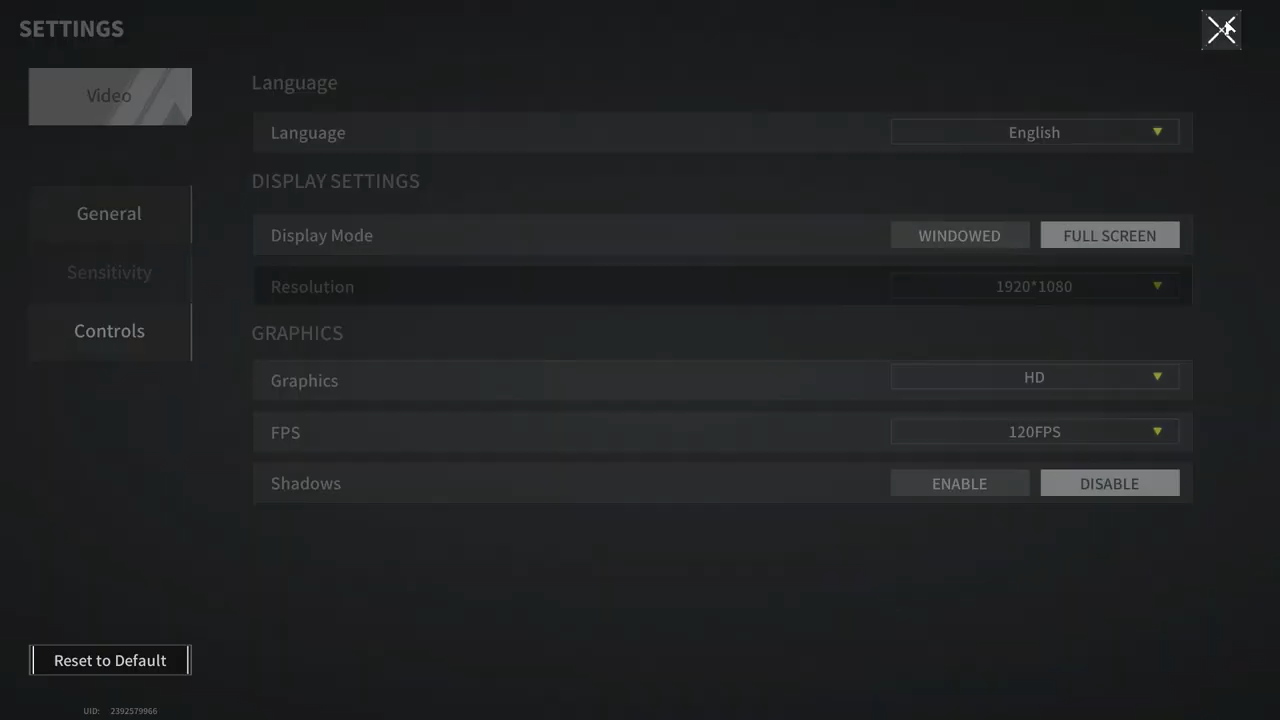 SETTINGS
Video
General
Sensitivity
Controls
Reset to Default
UID: 2392579966
Language
Language English
DISPLAY SETTINGS
Display Mode WINDOWED FULL SCREEN
Resolution 1920*1080
GRAPHICS
Graphics HD
FPS 120FPS
Shadows ENABLE DISABLE